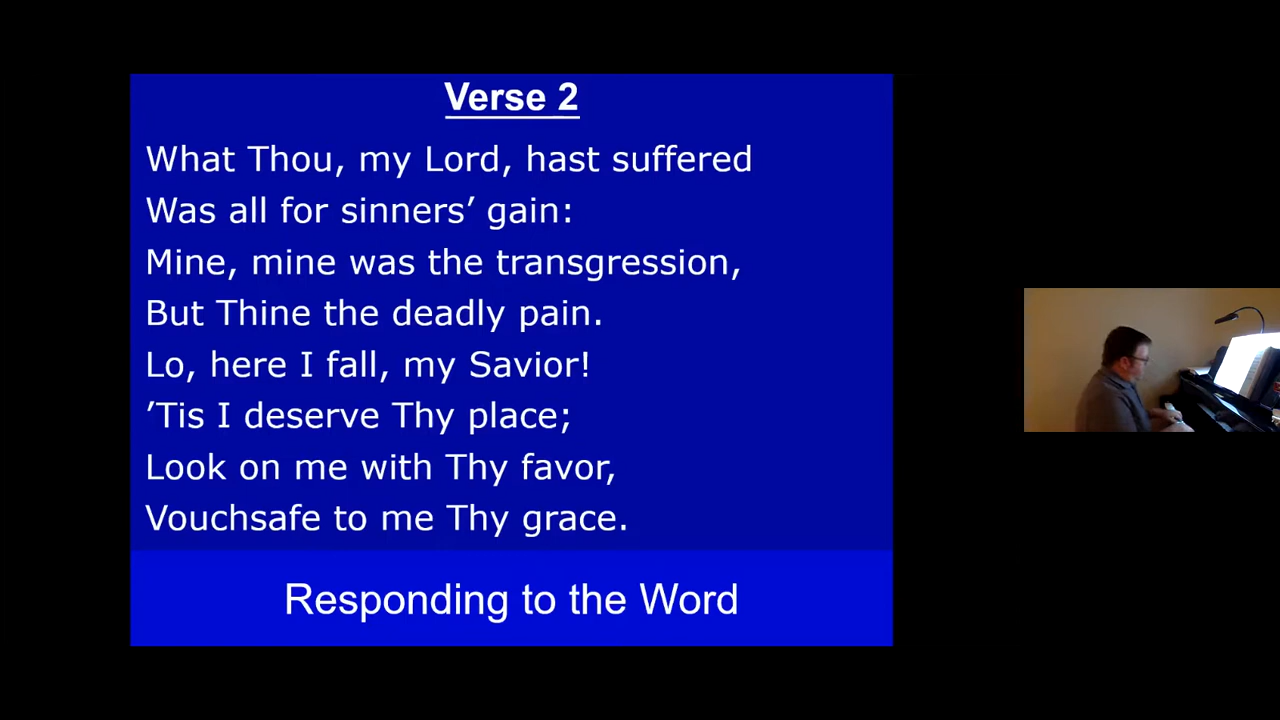 Verse 2
What Thou, my Lord, hast suffered
Was all for sinners’ gain:
Mine, mine was the transgression,
But Thine the deadly pain.
Lo, here I fall, my Savior!
’Tis I deserve Thy place;
Look on me with Thy favor,
Vouchsafe to me Thy grace.
Responding to the Word